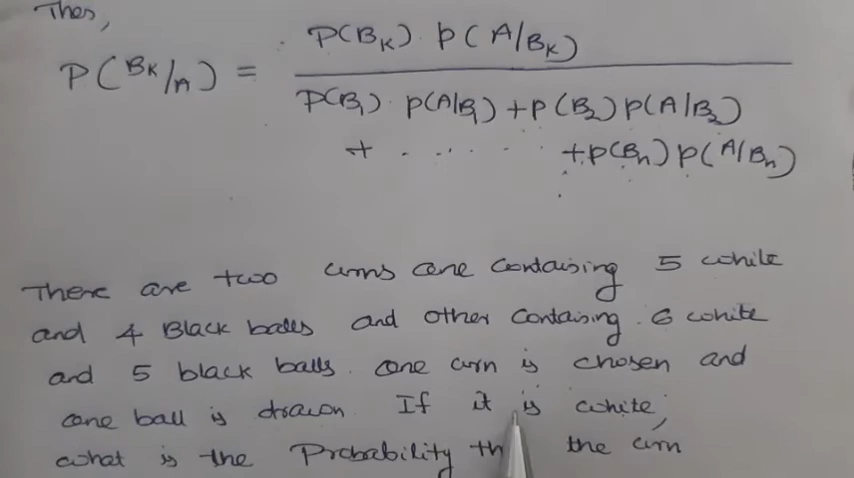 Then,
P(Bₖ/A) = P(Bₖ) · P(A/Bₖ)
P(B₁) · P(A/B₁) + P(B₂) P(A/B₂)
+ . . . . . . + P(Bₙ) P(A/Bₙ)
There are two urns one containing 5 white
and 4 Black balls and other containing 6 white
and 5 black balls. one urn is chosen and
one ball is drawn. If it is white,
what is the Probability the urn